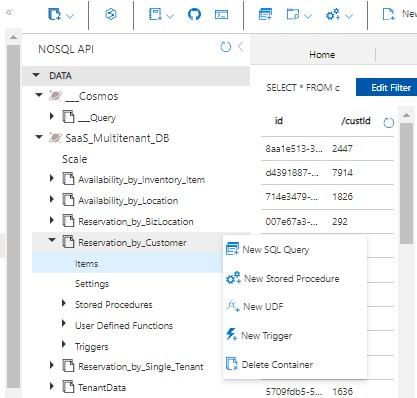 New
NOSQL API
Home
DATA
SELECT * FROM c
Edit Filter
___Cosmos
___Query
id
/custId
SaaS_Multitenant_DB
8aa1e513-3...
2447
Scale
d4391887-...
7914
Availability_by_Inventory_Item
714e3479-...
1826
Availability_by_Location
007e67a3-...
292
Reservation_by_BizLocation
Reservation_by_Customer
New SQL Query
Items
New Stored Procedure
Settings
New UDF
Stored Procedures
User Defined Functions
New Trigger
Triggers
Reservation_by_Single_Tenant
Delete Container
TenantData
5709fdb5-5...
1636